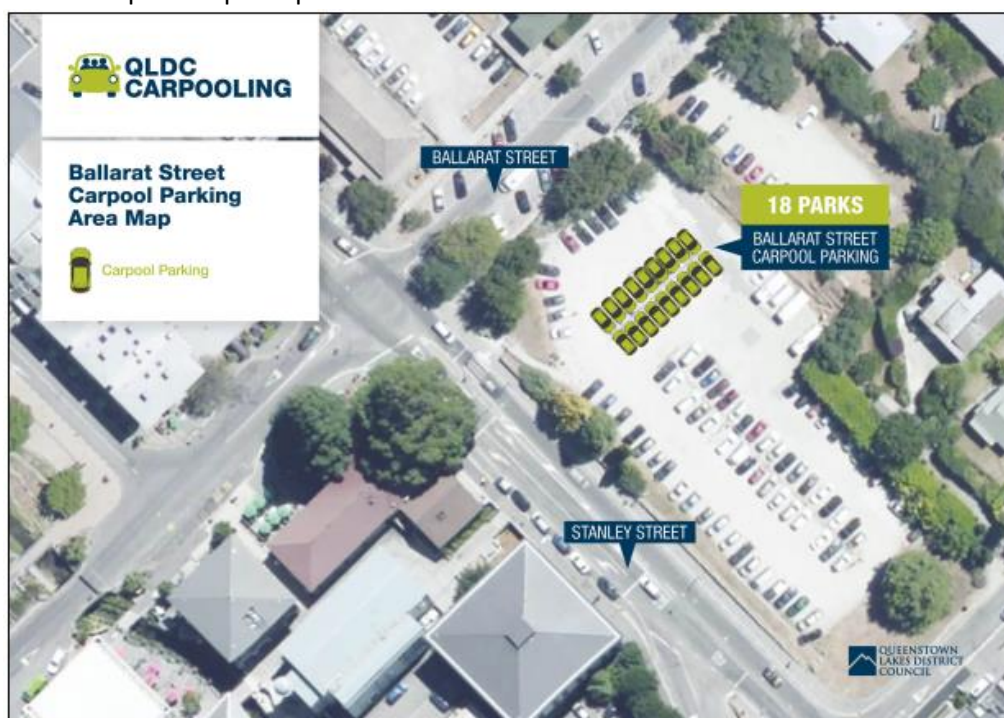 QLDC
CARPOOLING
Ballarat Street
Carpool Parking
Area Map
Carpool Parking
BALLARAT STREET
18 PARKS
BALLARAT STREET
CARPOOL PARKING
STANLEY STREET
QUEENSTOWN
LAKES DISTRICT
COUNCIL